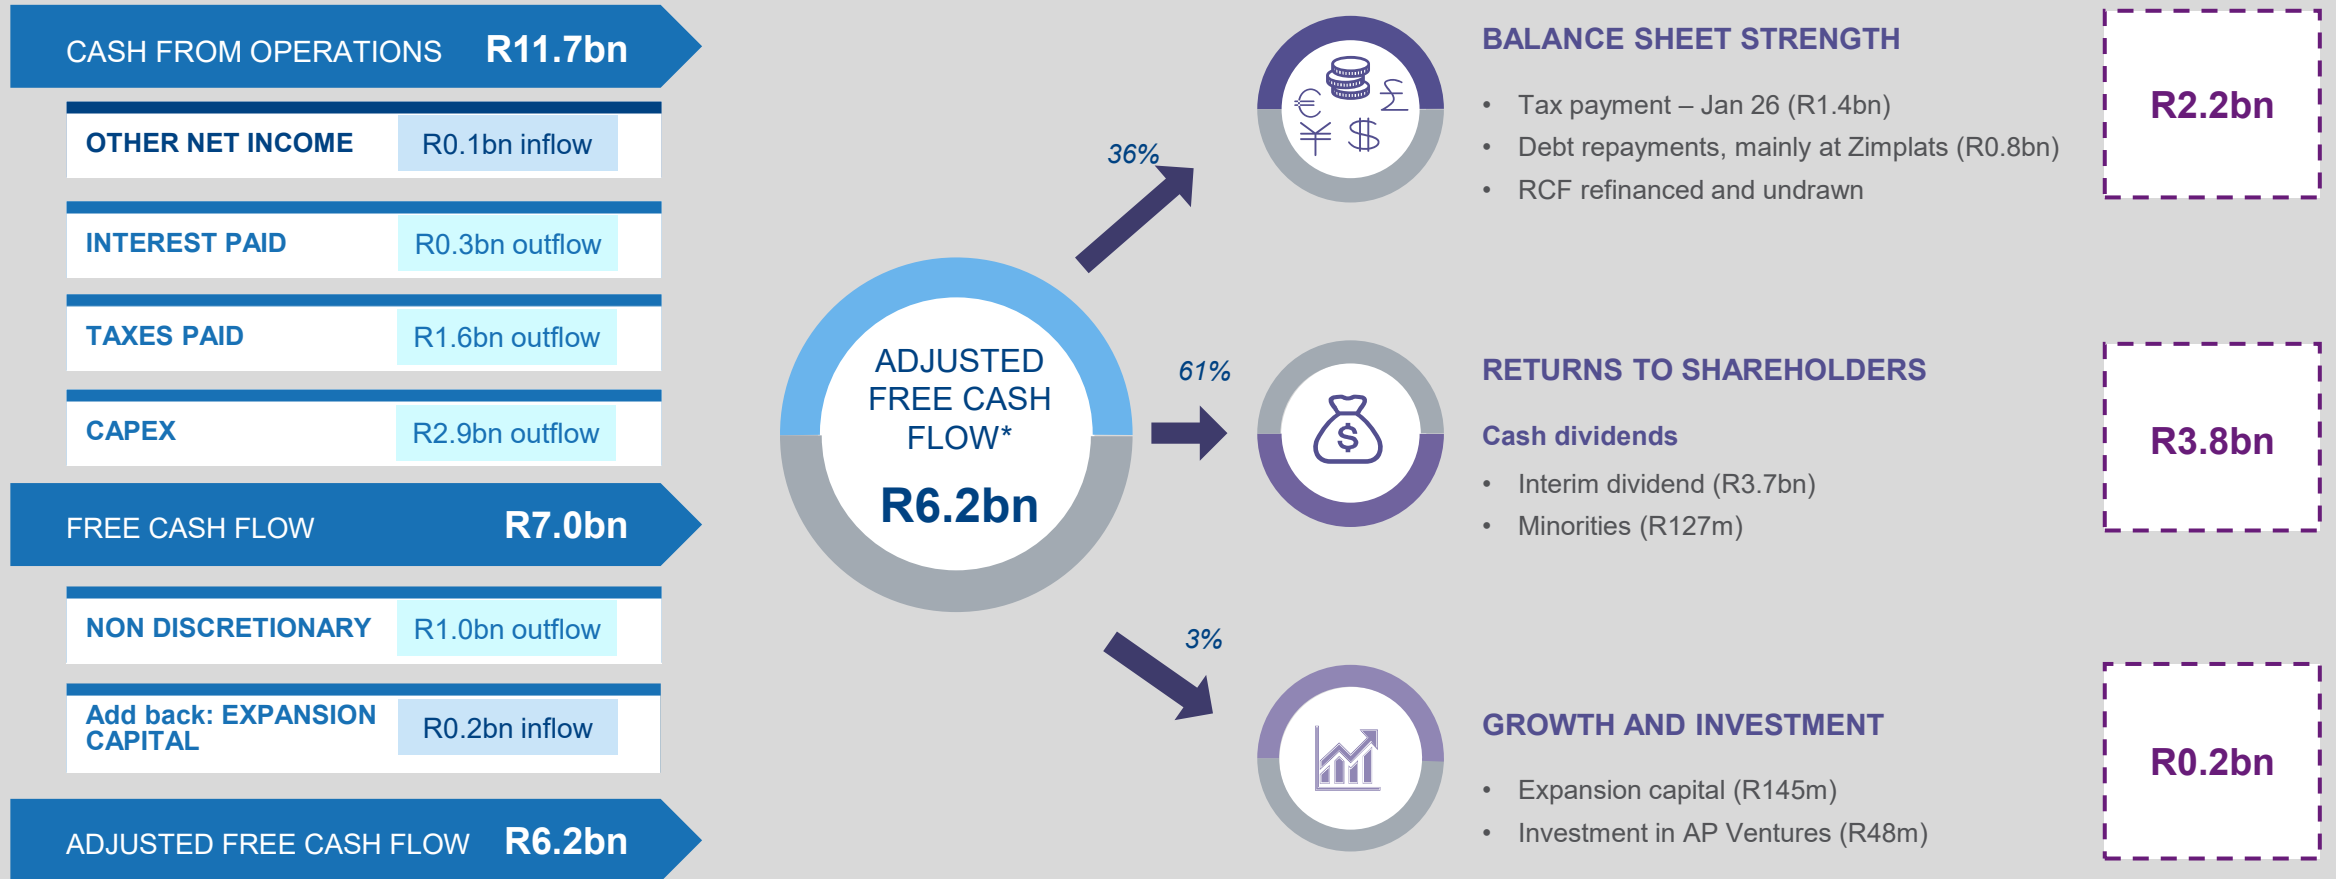 CASH FROM OPERATIONS R11.7bn
OTHER NET INCOME R0.1bn inflow
INTEREST PAID R0.3bn outflow
TAXES PAID R1.6bn outflow
CAPEX R2.9bn outflow
FREE CASH FLOW R7.0bn
NON DISCRETIONARY R1.0bn outflow
Add back: EXPANSION
CAPITAL
R0.2bn inflow
ADJUSTED FREE CASH FLOW R6.2bn
ADJUSTED
FREE CASH
FLOW*
R6.2bn
36%
61%
3%
€ £ ¥ $
BALANCE SHEET STRENGTH
• Tax payment – Jan 26 (R1.4bn)
• Debt repayments, mainly at Zimplats (R0.8bn)
• RCF refinanced and undrawn
R2.2bn
$
RETURNS TO SHAREHOLDERS
Cash dividends
• Interim dividend (R3.7bn)
• Minorities (R127m)
R3.8bn
GROWTH AND INVESTMENT
• Expansion capital (R145m)
• Investment in AP Ventures (R48m)
R0.2bn